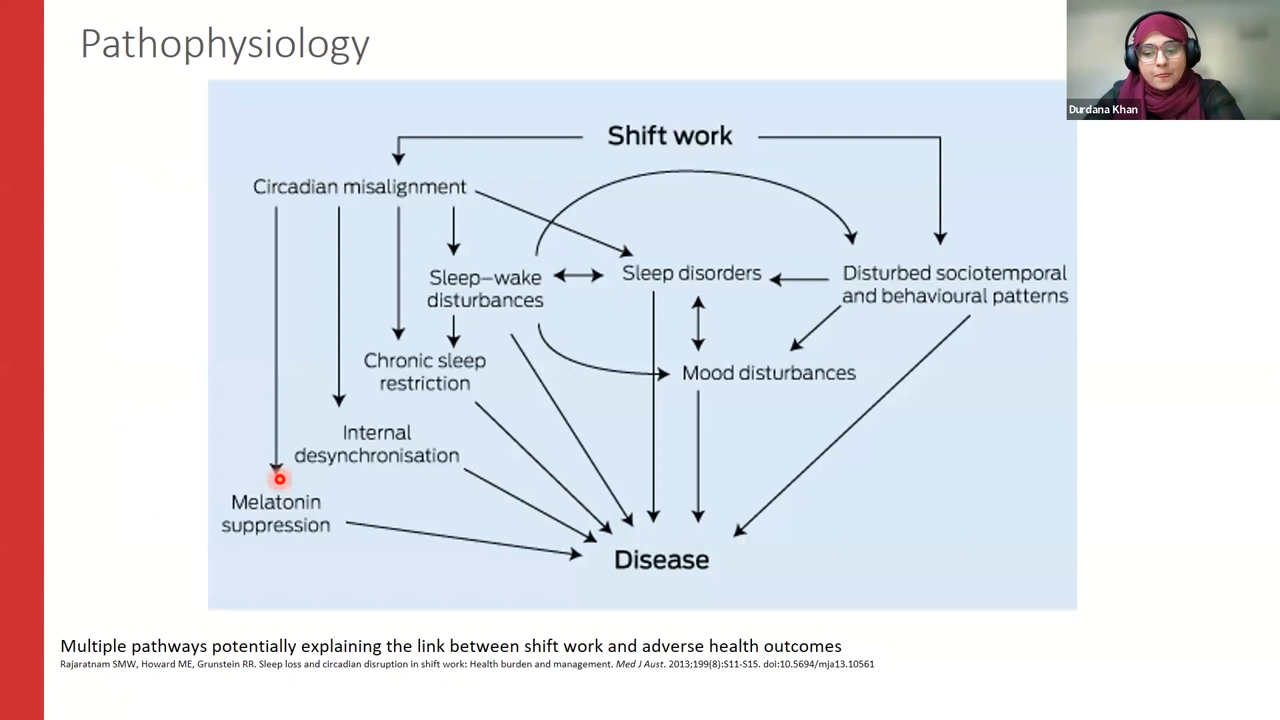 Pathophysiology
Durdana Khan
Shift work
Circadian misalignment
Sleep–wake
disturbances
Sleep disorders
Disturbed sociotemporal
and behavioural patterns
Chronic sleep
restriction
Mood disturbances
Internal
desynchronisation
Melatonin
suppression
Disease
Multiple pathways potentially explaining the link between shift work and adverse health outcomes
Rajaratnam SMW, Howard ME, Grunstein RR. Sleep loss and circadian disruption in shift work: Health burden and management. Med J Aust. 2013;199(8):S11-S15. doi:10.5694/mja13.10561